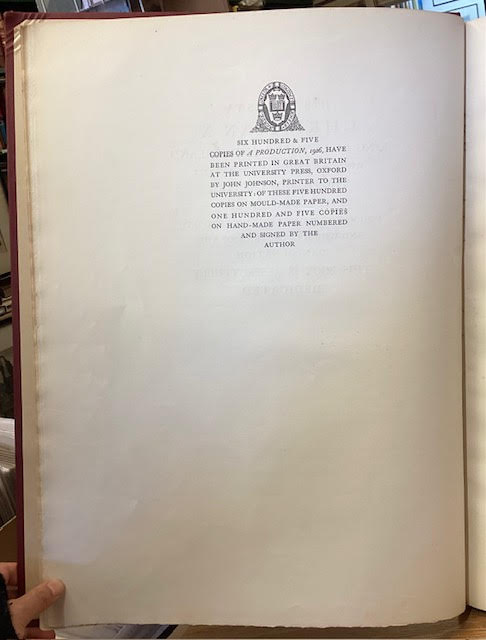 SIX HUNDRED & FIVE
COPIES OF A PRODUCTION, 1926, HAVE
BEEN PRINTED IN GREAT BRITAIN
AT THE UNIVERSITY PRESS, OXFORD
BY JOHN JOHNSON, PRINTER TO THE
UNIVERSITY: OF THESE FIVE HUNDRED
COPIES ON MOULD-MADE PAPER, AND
ONE HUNDRED AND FIVE COPIES
ON HAND-MADE PAPER NUMBERED
AND SIGNED BY THE
AUTHOR